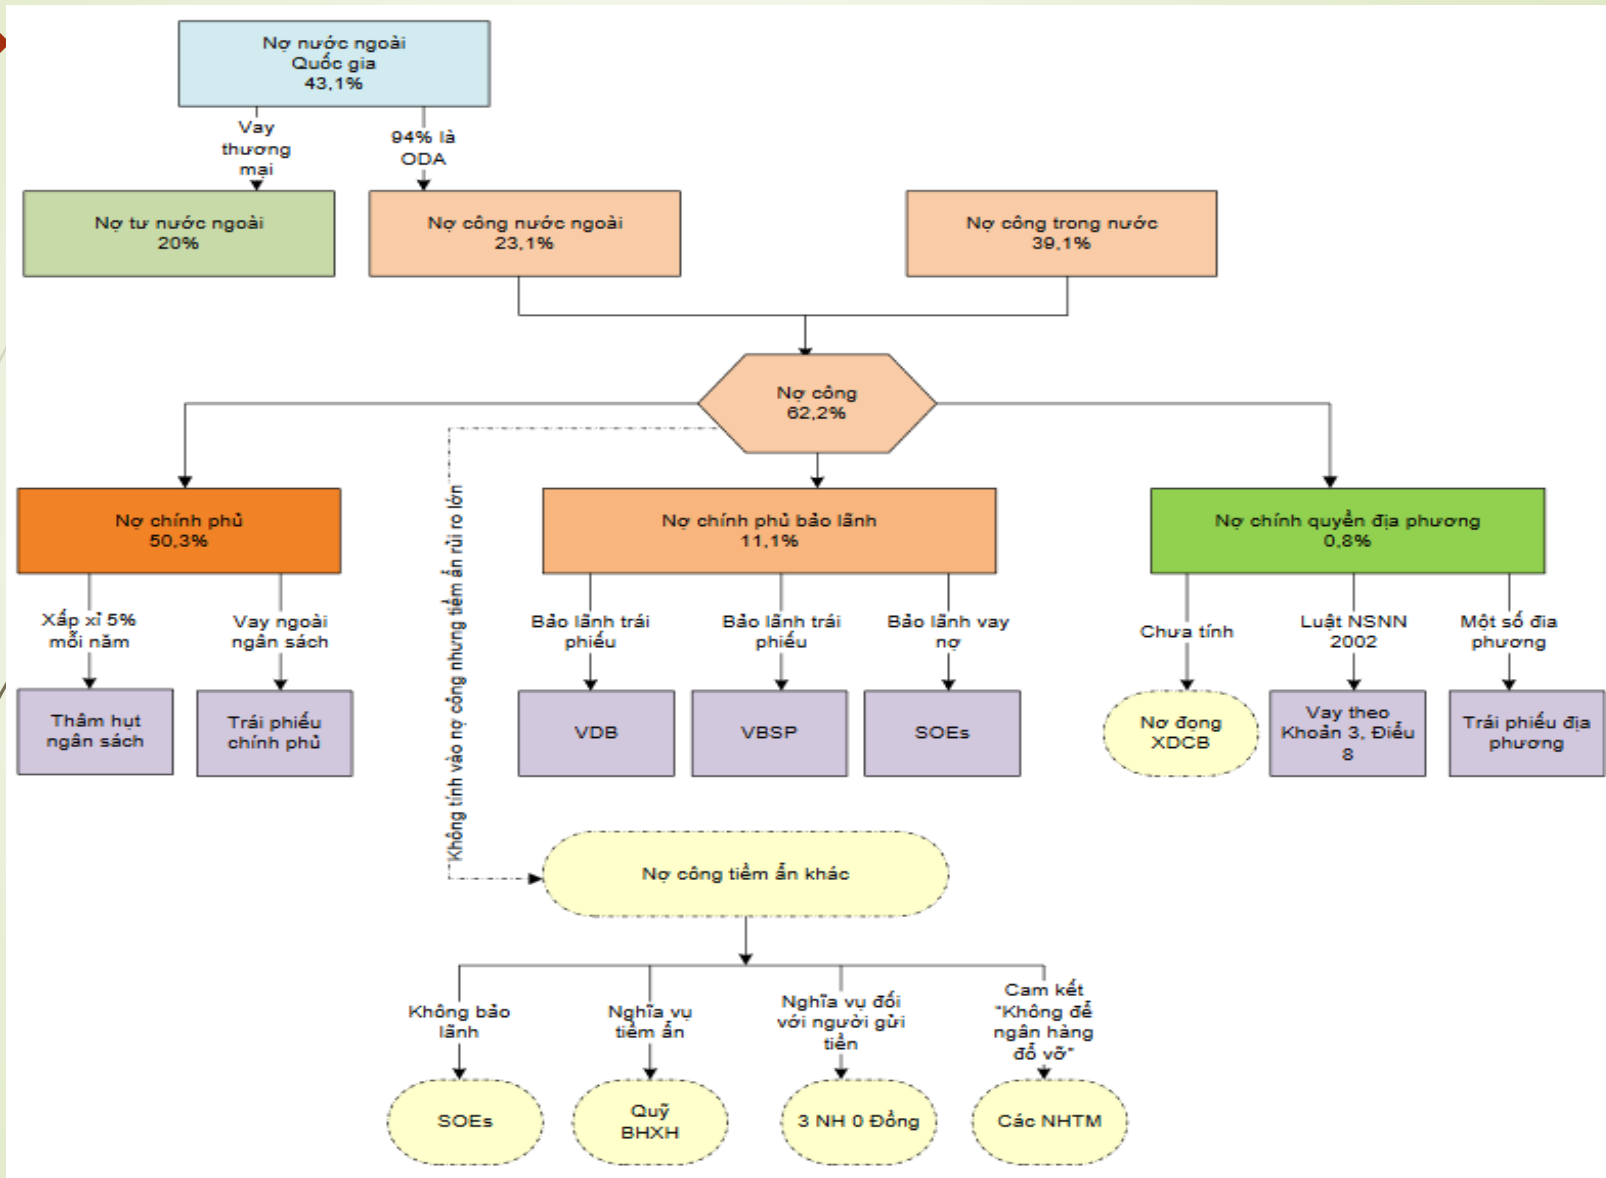 Nợ nước ngoài
Quốc gia
43,1%
Vay
thương
mại
94% là
ODA
Nợ tư nước ngoài
20%
Nợ công nước ngoài
23,1%
Nợ công trong nước
39,1%
Nợ công
62,2%
Không tính vào nợ công nhưng tiềm ẩn rủi ro lớn
Nợ chính phủ
50,3%
Nợ chính phủ bảo lãnh
11,1%
Nợ chính quyền địa phương
0,8%
Xấp xỉ 5%
mỗi năm
Vay ngoài
ngân sách
Bảo lãnh trái
phiếu
Bảo lãnh trái
phiếu
Bảo lãnh vay
nợ
Chưa tính
Luật NSNN
2002
Một số địa
phương
Thâm hụt
ngân sách
Trái phiếu
chính phủ
VDB
VBSP
SOEs
Nơ đọng
XDCB
Vay theo
Khoản 3, Điều
8
Trái phiếu địa
phương
Nợ công tiềm ẩn khác
Không bảo
lãnh
Nghĩa vụ
tiềm ẩn
Nghĩa vụ đối
với người gửi
tiền
Cam kết
"Không để
ngân hàng
đổ vỡ"
SOEs
Quỹ
BHXH
3 NH 0 Đồng
Các NHTM